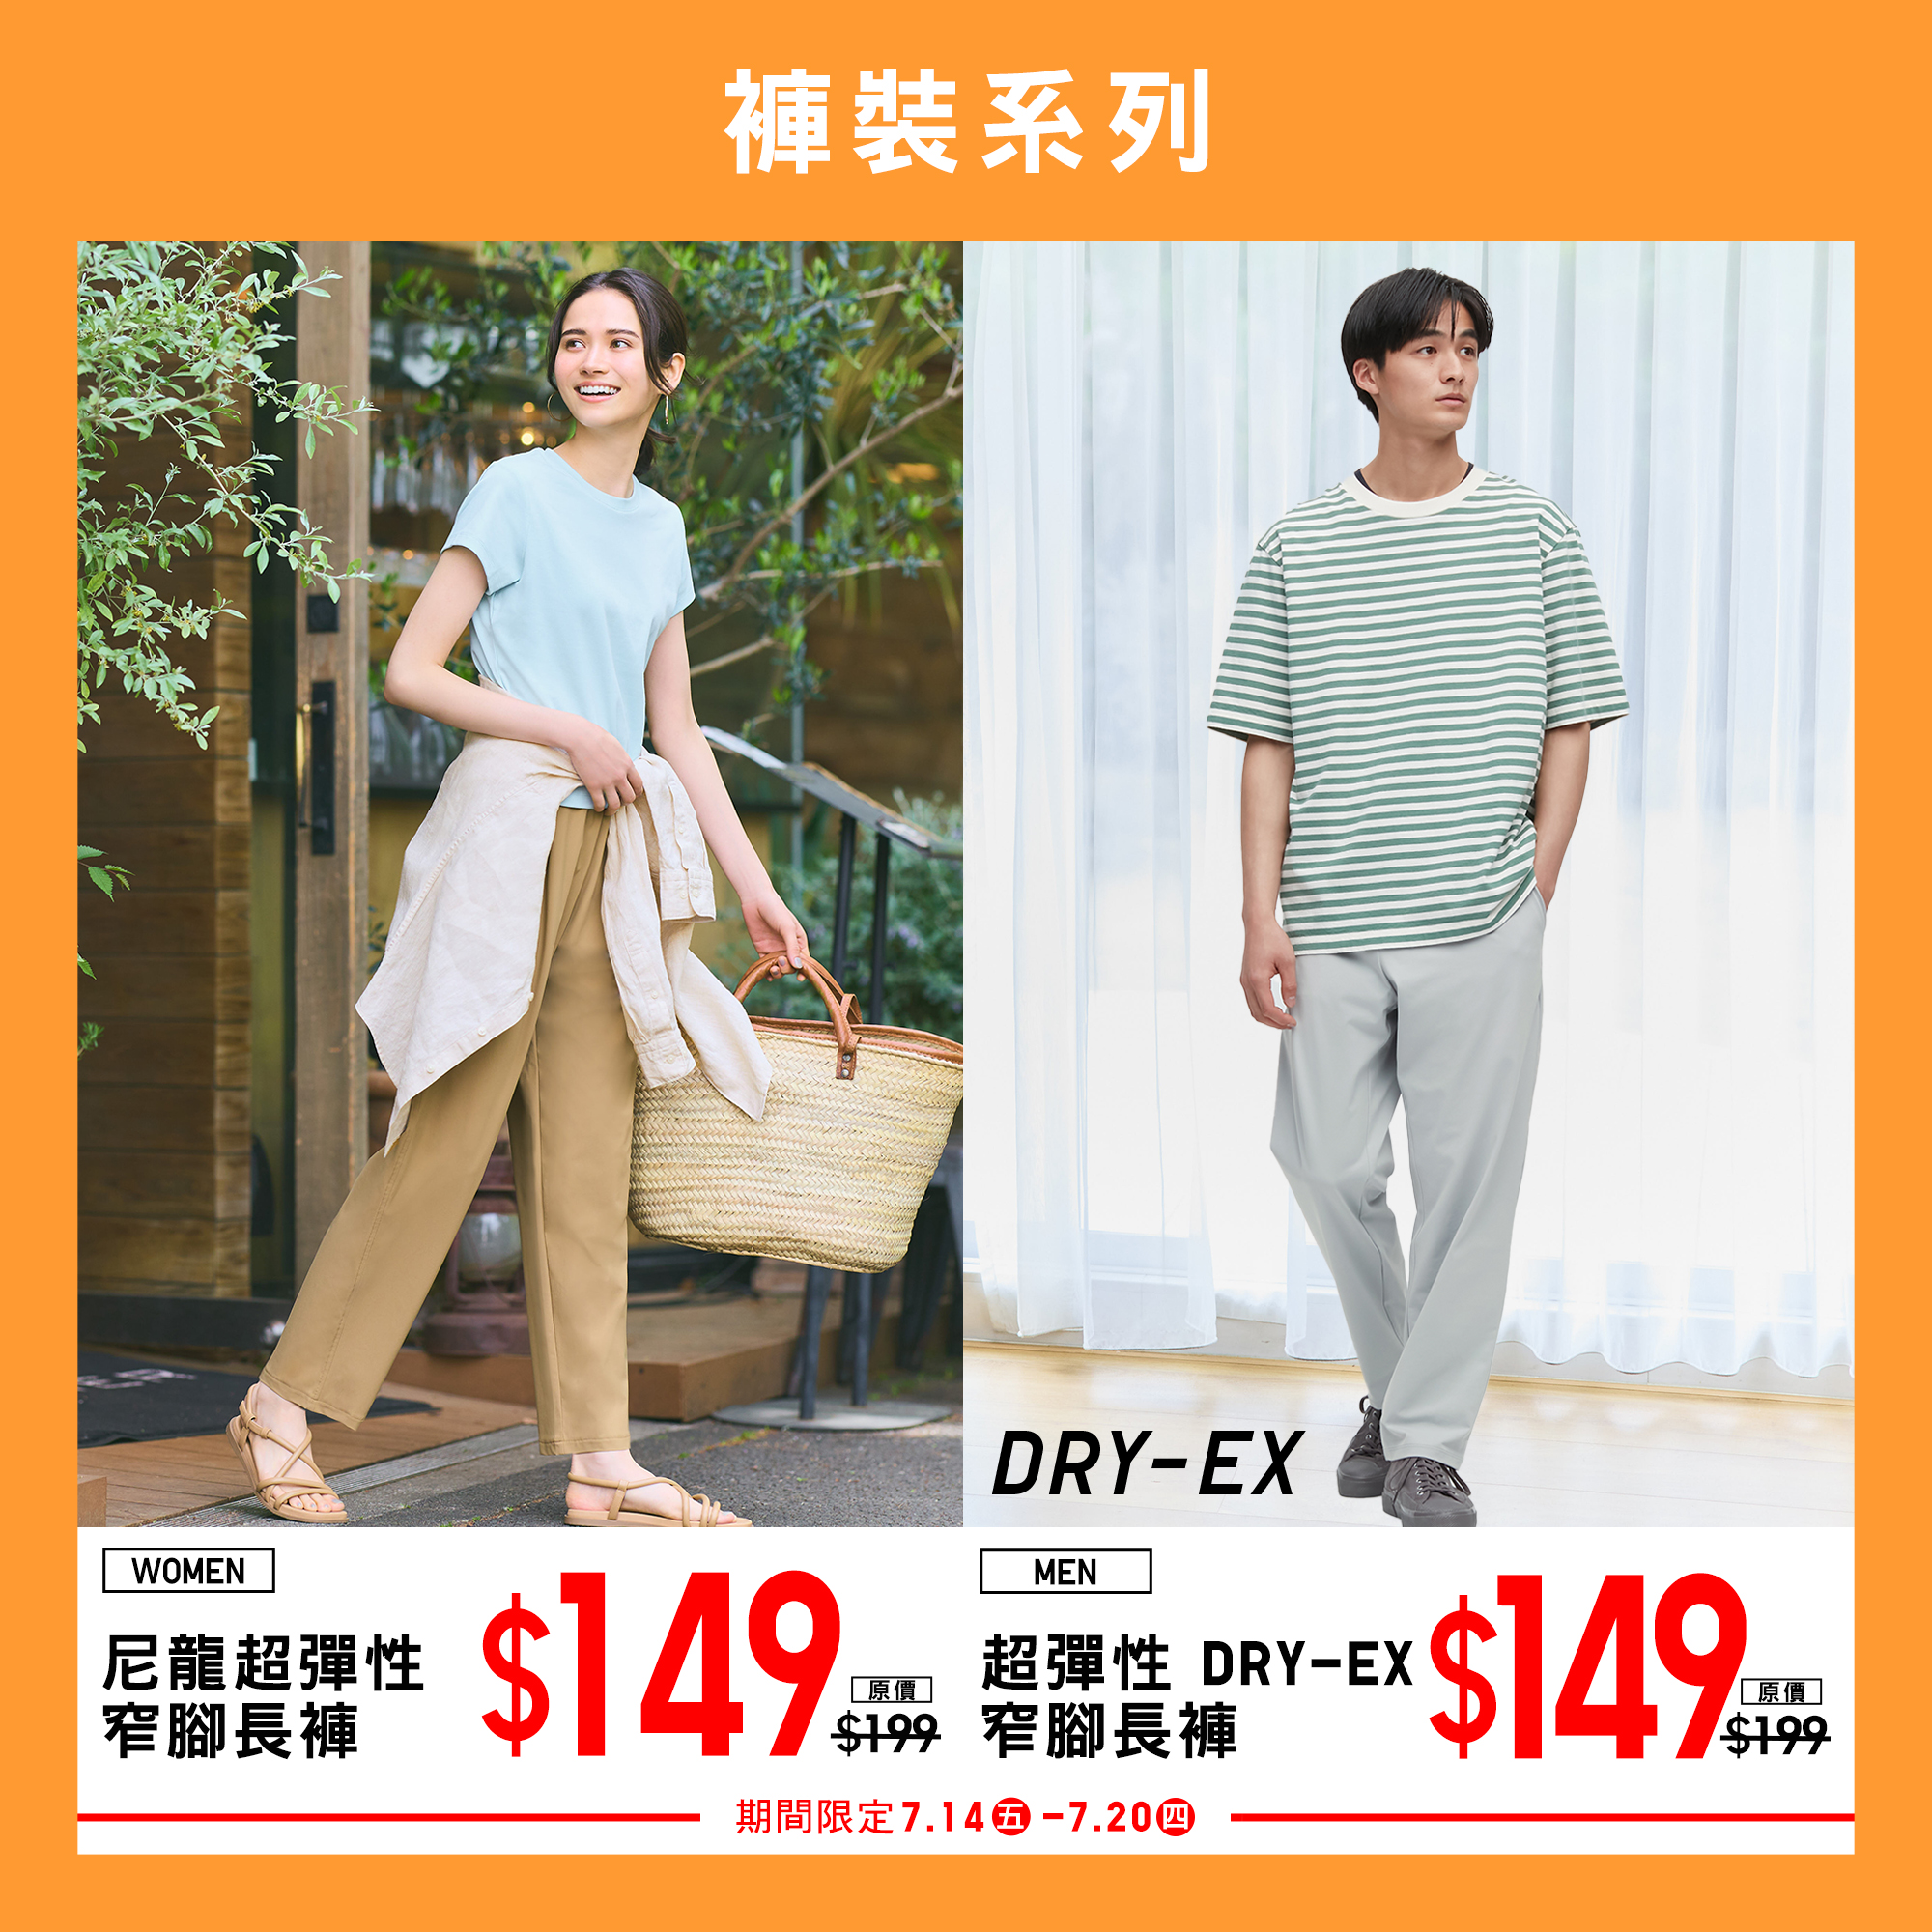 褲裝系列
DRY-EX
WOMEN
尼龍超彈性
窄腳長褲
$149
原價
$199
MEN
超彈性 DRY-EX
窄腳長褲
$149
原價
$199
期間限定7.14五-7.20四